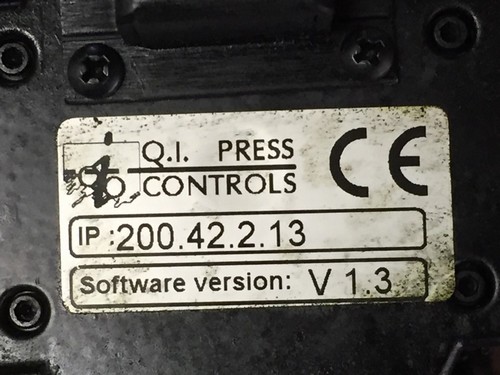 Q.I. PRESS
CONTROLS
CE
IP :200.42.2.13
Software version: V 1.3